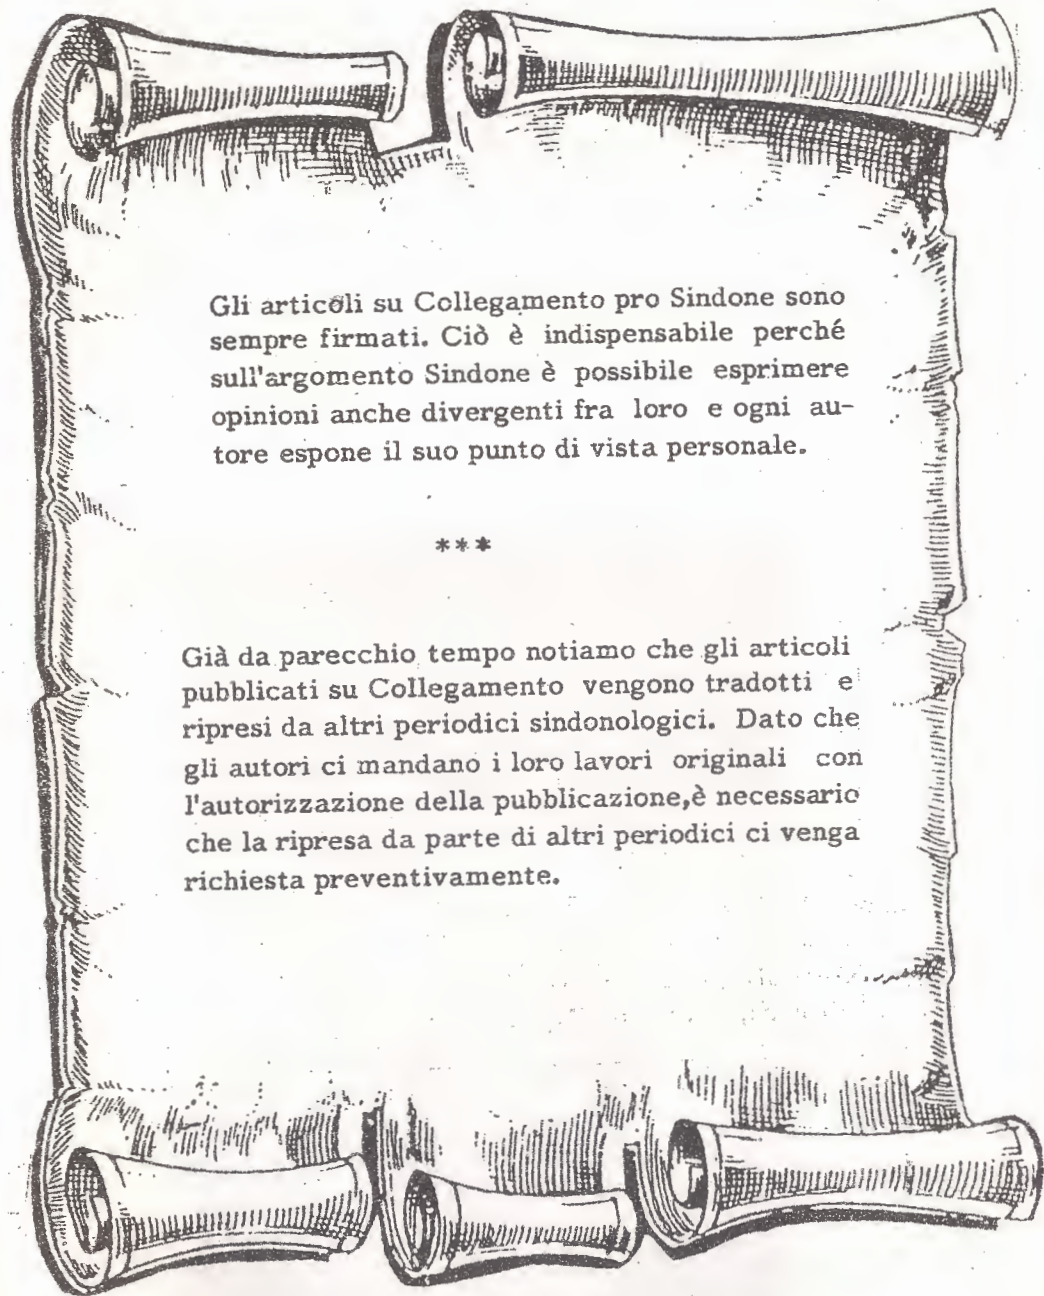 Gli articoli su Collegamento pro Sindone sono
sempre firmati. Ciò è indispensabile perché
sull'argomento Sindone è possibile esprimere
opinioni anche divergenti fra loro e ogni au-
tore espone il suo punto di vista personale.
***
Già da parecchio tempo notiamo che gli articoli
pubblicati su Collegamento vengono tradotti e
ripresi da altri periodici sindonologici. Dato che
gli autori ci mandano i loro lavori originali con
l'autorizzazione della pubblicazione,è necessario
che la ripresa da parte di altri periodici ci venga
richiesta preventivamente.